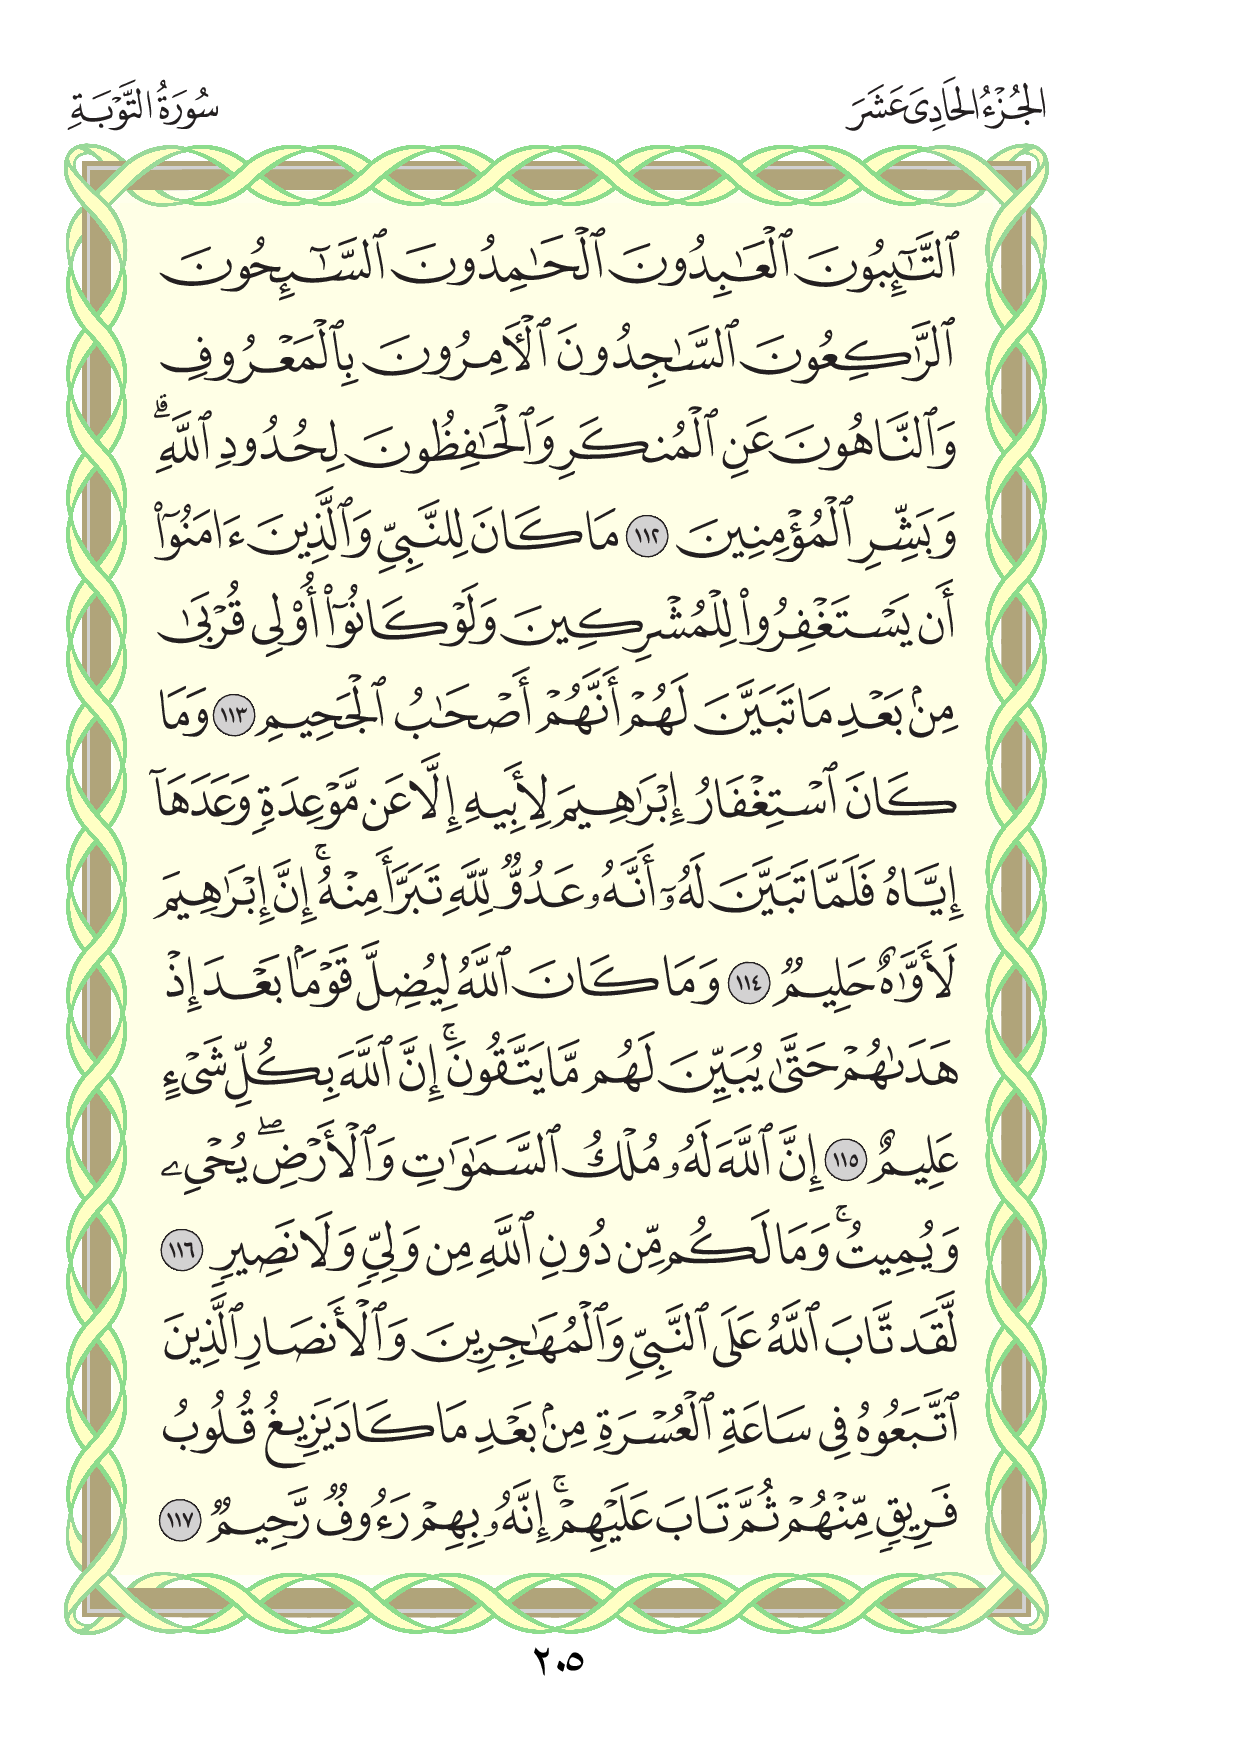 الجُزْءُ الحَادِىَ عَشَرَ
سُورَةُ التَّوْبَةِ
ٱلتَّـٰٓئِبُونَ ٱلْعَـٰبِدُونَ ٱلْحَـٰمِدُونَ ٱلسَّـٰٓئِحُونَ
ٱلرَّٰكِعُونَ ٱلسَّـٰجِدُونَ ٱلْـَٔامِرُونَ بِٱلْمَعْرُوفِ
وَٱلنَّاهُونَ عَنِ ٱلْمُنكَرِ وَٱلْحَـٰفِظُونَ لِحُدُودِ ٱللَّهِ ۗ
وَبَشِّرِ ٱلْمُؤْمِنِينَ ١١٢ مَا كَانَ لِلنَّبِىِّ وَٱلَّذِينَ ءَامَنُوٓا۟
أَن يَسْتَغْفِرُوا۟ لِلْمُشْرِكِينَ وَلَوْ كَانُوٓا۟ أُو۟لِى قُرْبَىٰ
مِنۢ بَعْدِ مَا تَبَيَّنَ لَهُمْ أَنَّهُمْ أَصْحَـٰبُ ٱلْجَحِيمِ ١١٣ وَمَا
كَانَ ٱسْتِغْفَارُ إِبْرَٰهِيمَ لِأَبِيهِ إِلَّا عَن مَّوْعِدَةٍ وَعَدَهَآ
إِيَّاهُ فَلَمَّا تَبَيَّنَ لَهُۥٓ أَنَّهُۥ عَدُوٌّ لِّلَّهِ تَبَرَّأَ مِنْهُ ۚ إِنَّ إِبْرَٰهِيمَ
لَأَوَّٰهٌ حَلِيمٌ ١١٤ وَمَا كَانَ ٱللَّهُ لِيُضِلَّ قَوْمًۢا بَعْدَ إِذْ
هَدَىٰهُمْ حَتَّىٰ يُبَيِّنَ لَهُم مَّا يَتَّقُونَ ۚ إِنَّ ٱللَّهَ بِكُلِّ شَىْءٍ
عَلِيمٌ ١١٥ إِنَّ ٱللَّهَ لَهُۥ مُلْكُ ٱلسَّمَـٰوَٰتِ وَٱلْأَرْضِ ۖ يُحْىِۦ
وَيُمِيتُ ۚ وَمَا لَكُم مِّن دُونِ ٱللَّهِ مِن وَلِىٍّ وَلَا نَصِيرٍ ١١٦
لَّقَد تَّابَ ٱللَّهُ عَلَى ٱلنَّبِىِّ وَٱلْمُهَـٰجِرِينَ وَٱلْأَنصَارِ ٱلَّذِينَ
ٱتَّبَعُوهُ فِى سَاعَةِ ٱلْعُسْرَةِ مِنۢ بَعْدِ مَا كَادَ يَزِيغُ قُلُوبُ
فَرِيقٍ مِّنْهُمْ ثُمَّ تَابَ عَلَيْهِمْ ۚ إِنَّهُۥ بِهِمْ رَءُوفٌ رَّحِيمٌ ١١٧
٢٠٥